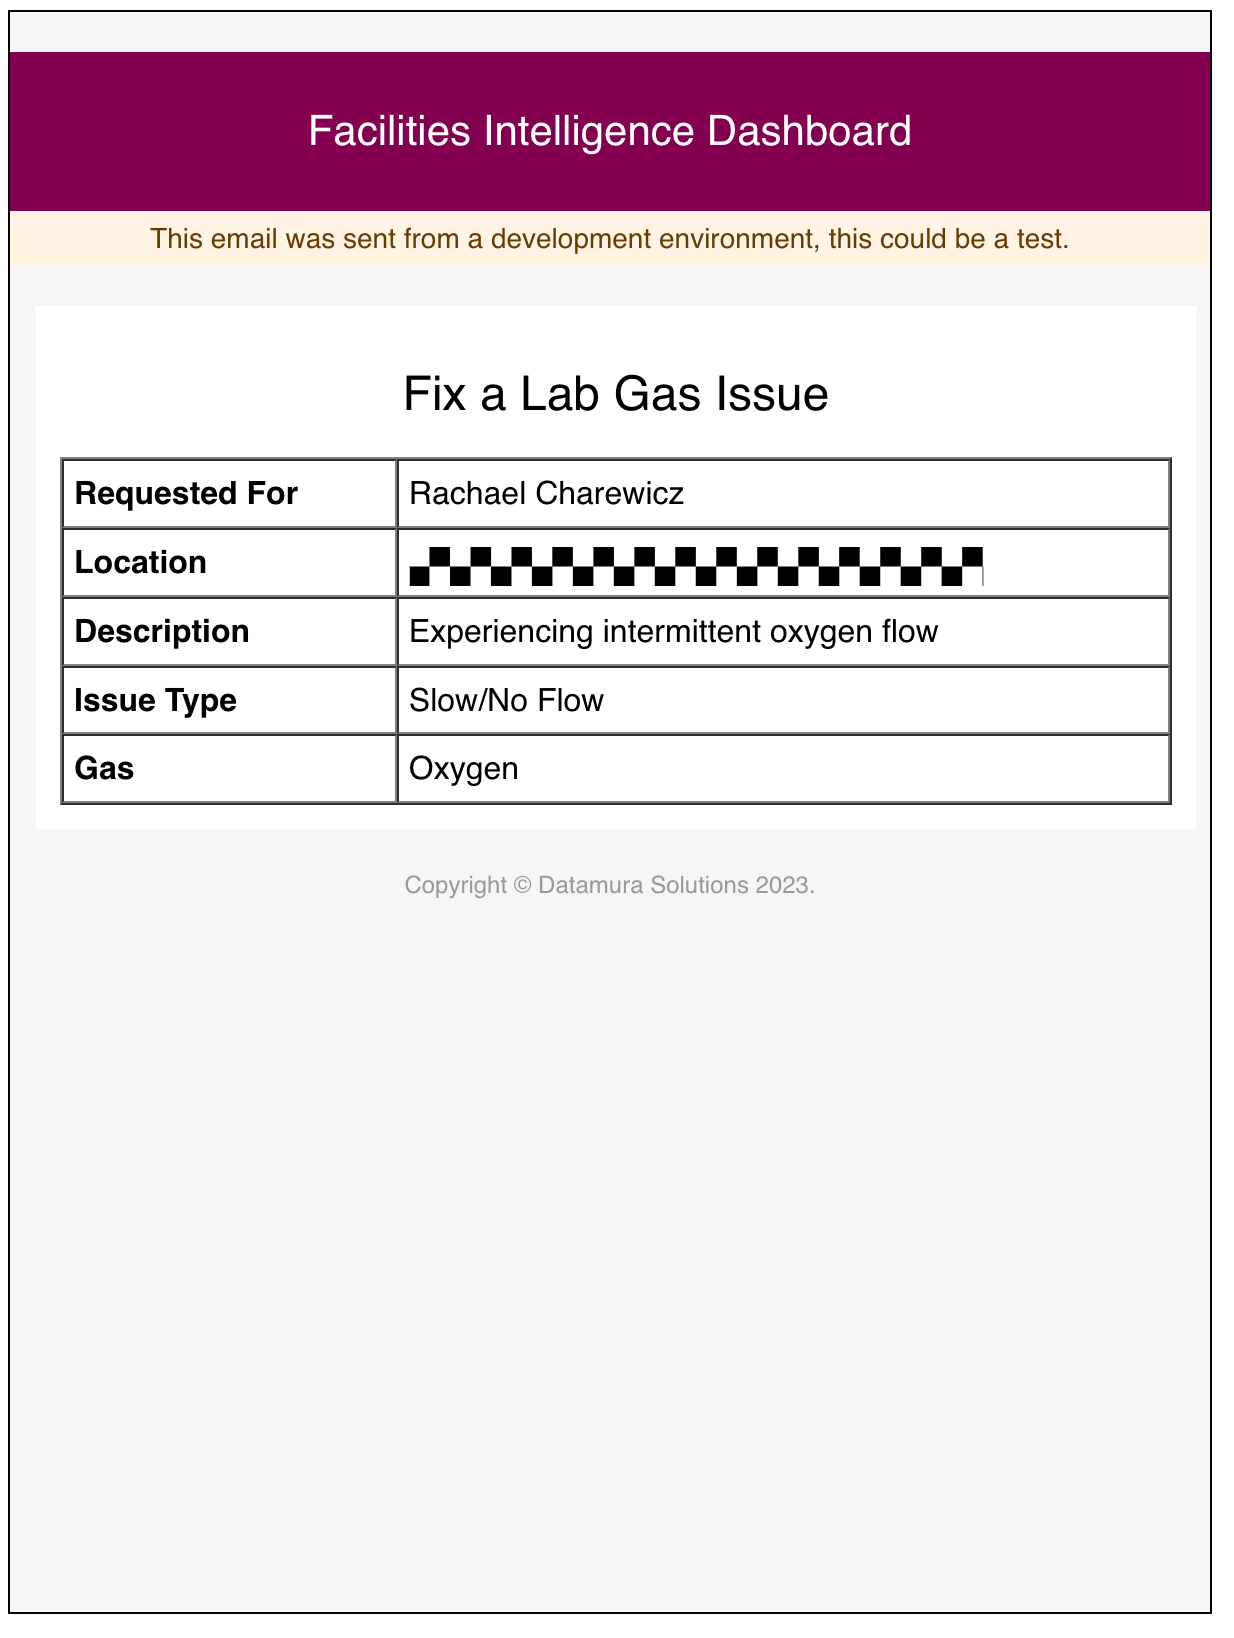 Facilities Intelligence Dashboard
This email was sent from a development environment, this could be a test.
Fix a Lab Gas Issue
Requested For Rachael Charewicz
Location
Description Experiencing intermittent oxygen flow
Issue Type Slow/No Flow
Gas Oxygen
Copyright © Datamura Solutions 2023.